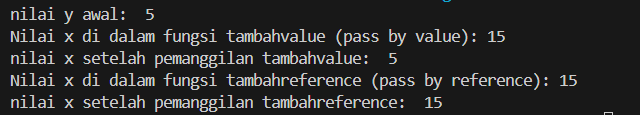 nilai y awal:  5
Nilai x di dalam fungsi tambahvalue (pass by value): 15
nilai x setelah pemanggilan tambahvalue:  5
Nilai x di dalam fungsi tambahreference (pass by reference): 15
nilai x setelah pemanggilan tambahreference:  15